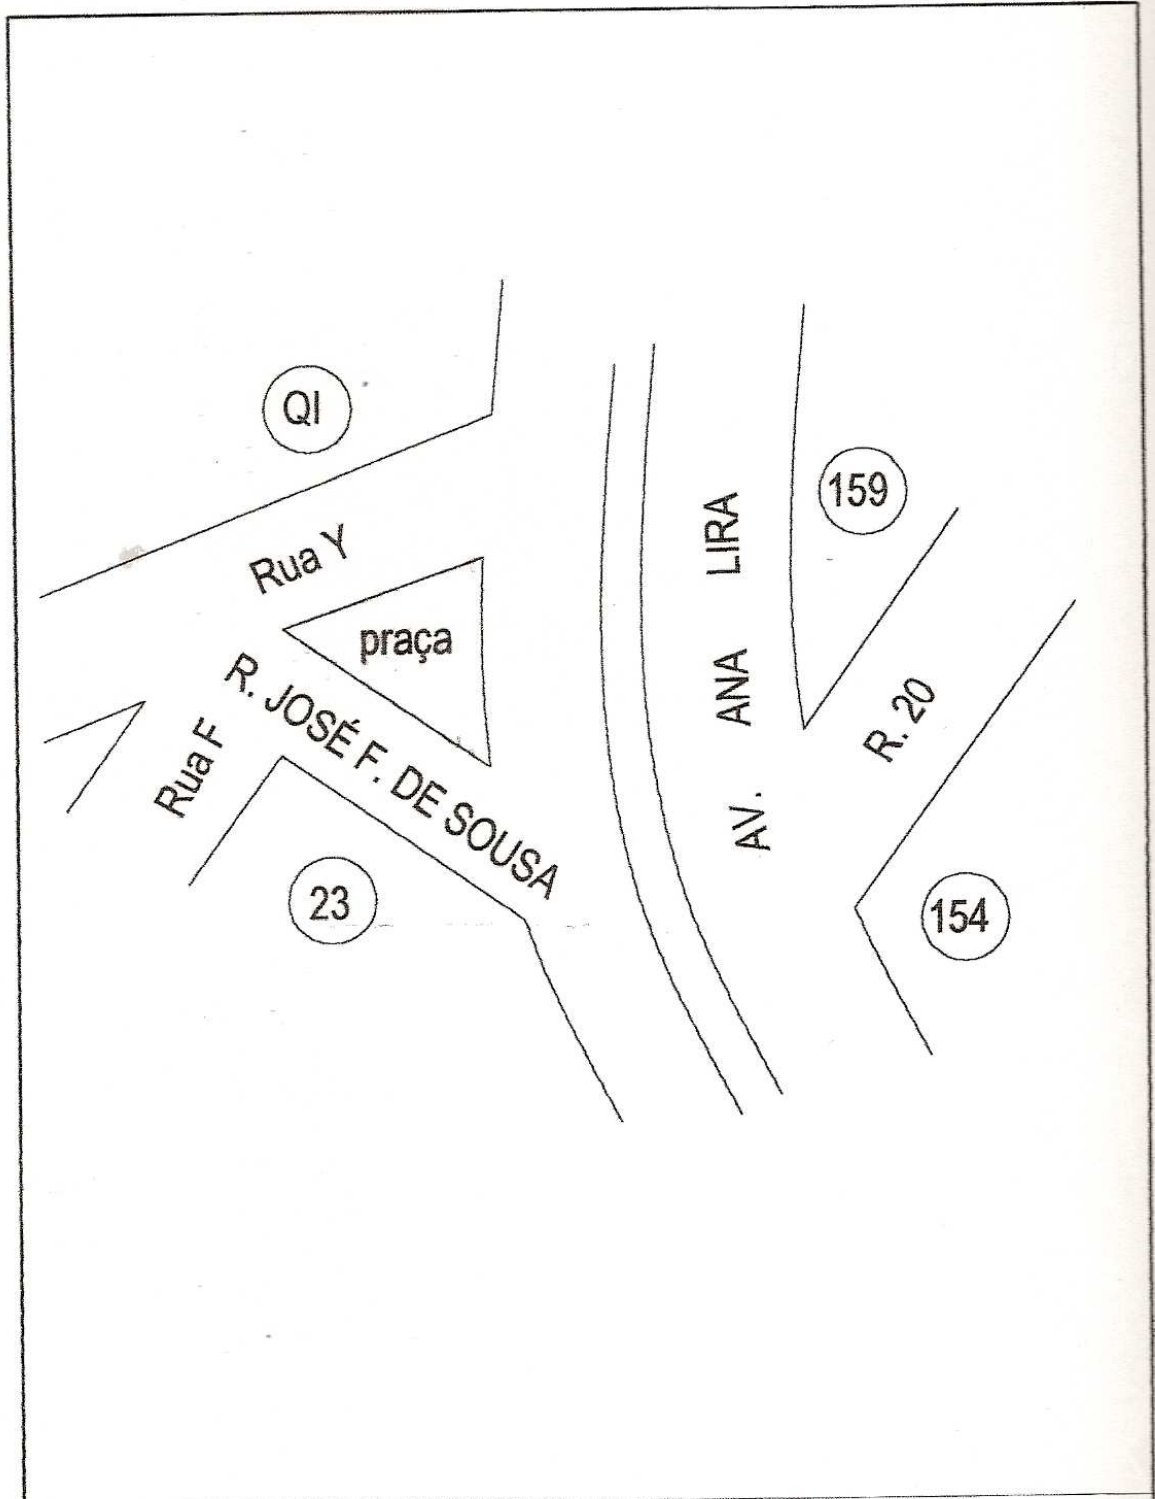 QI
159
Rua Y
praça
AV. ANA LIRA
R. JOSÉ F. DE SOUSA
Rua F
R. 20
23
154